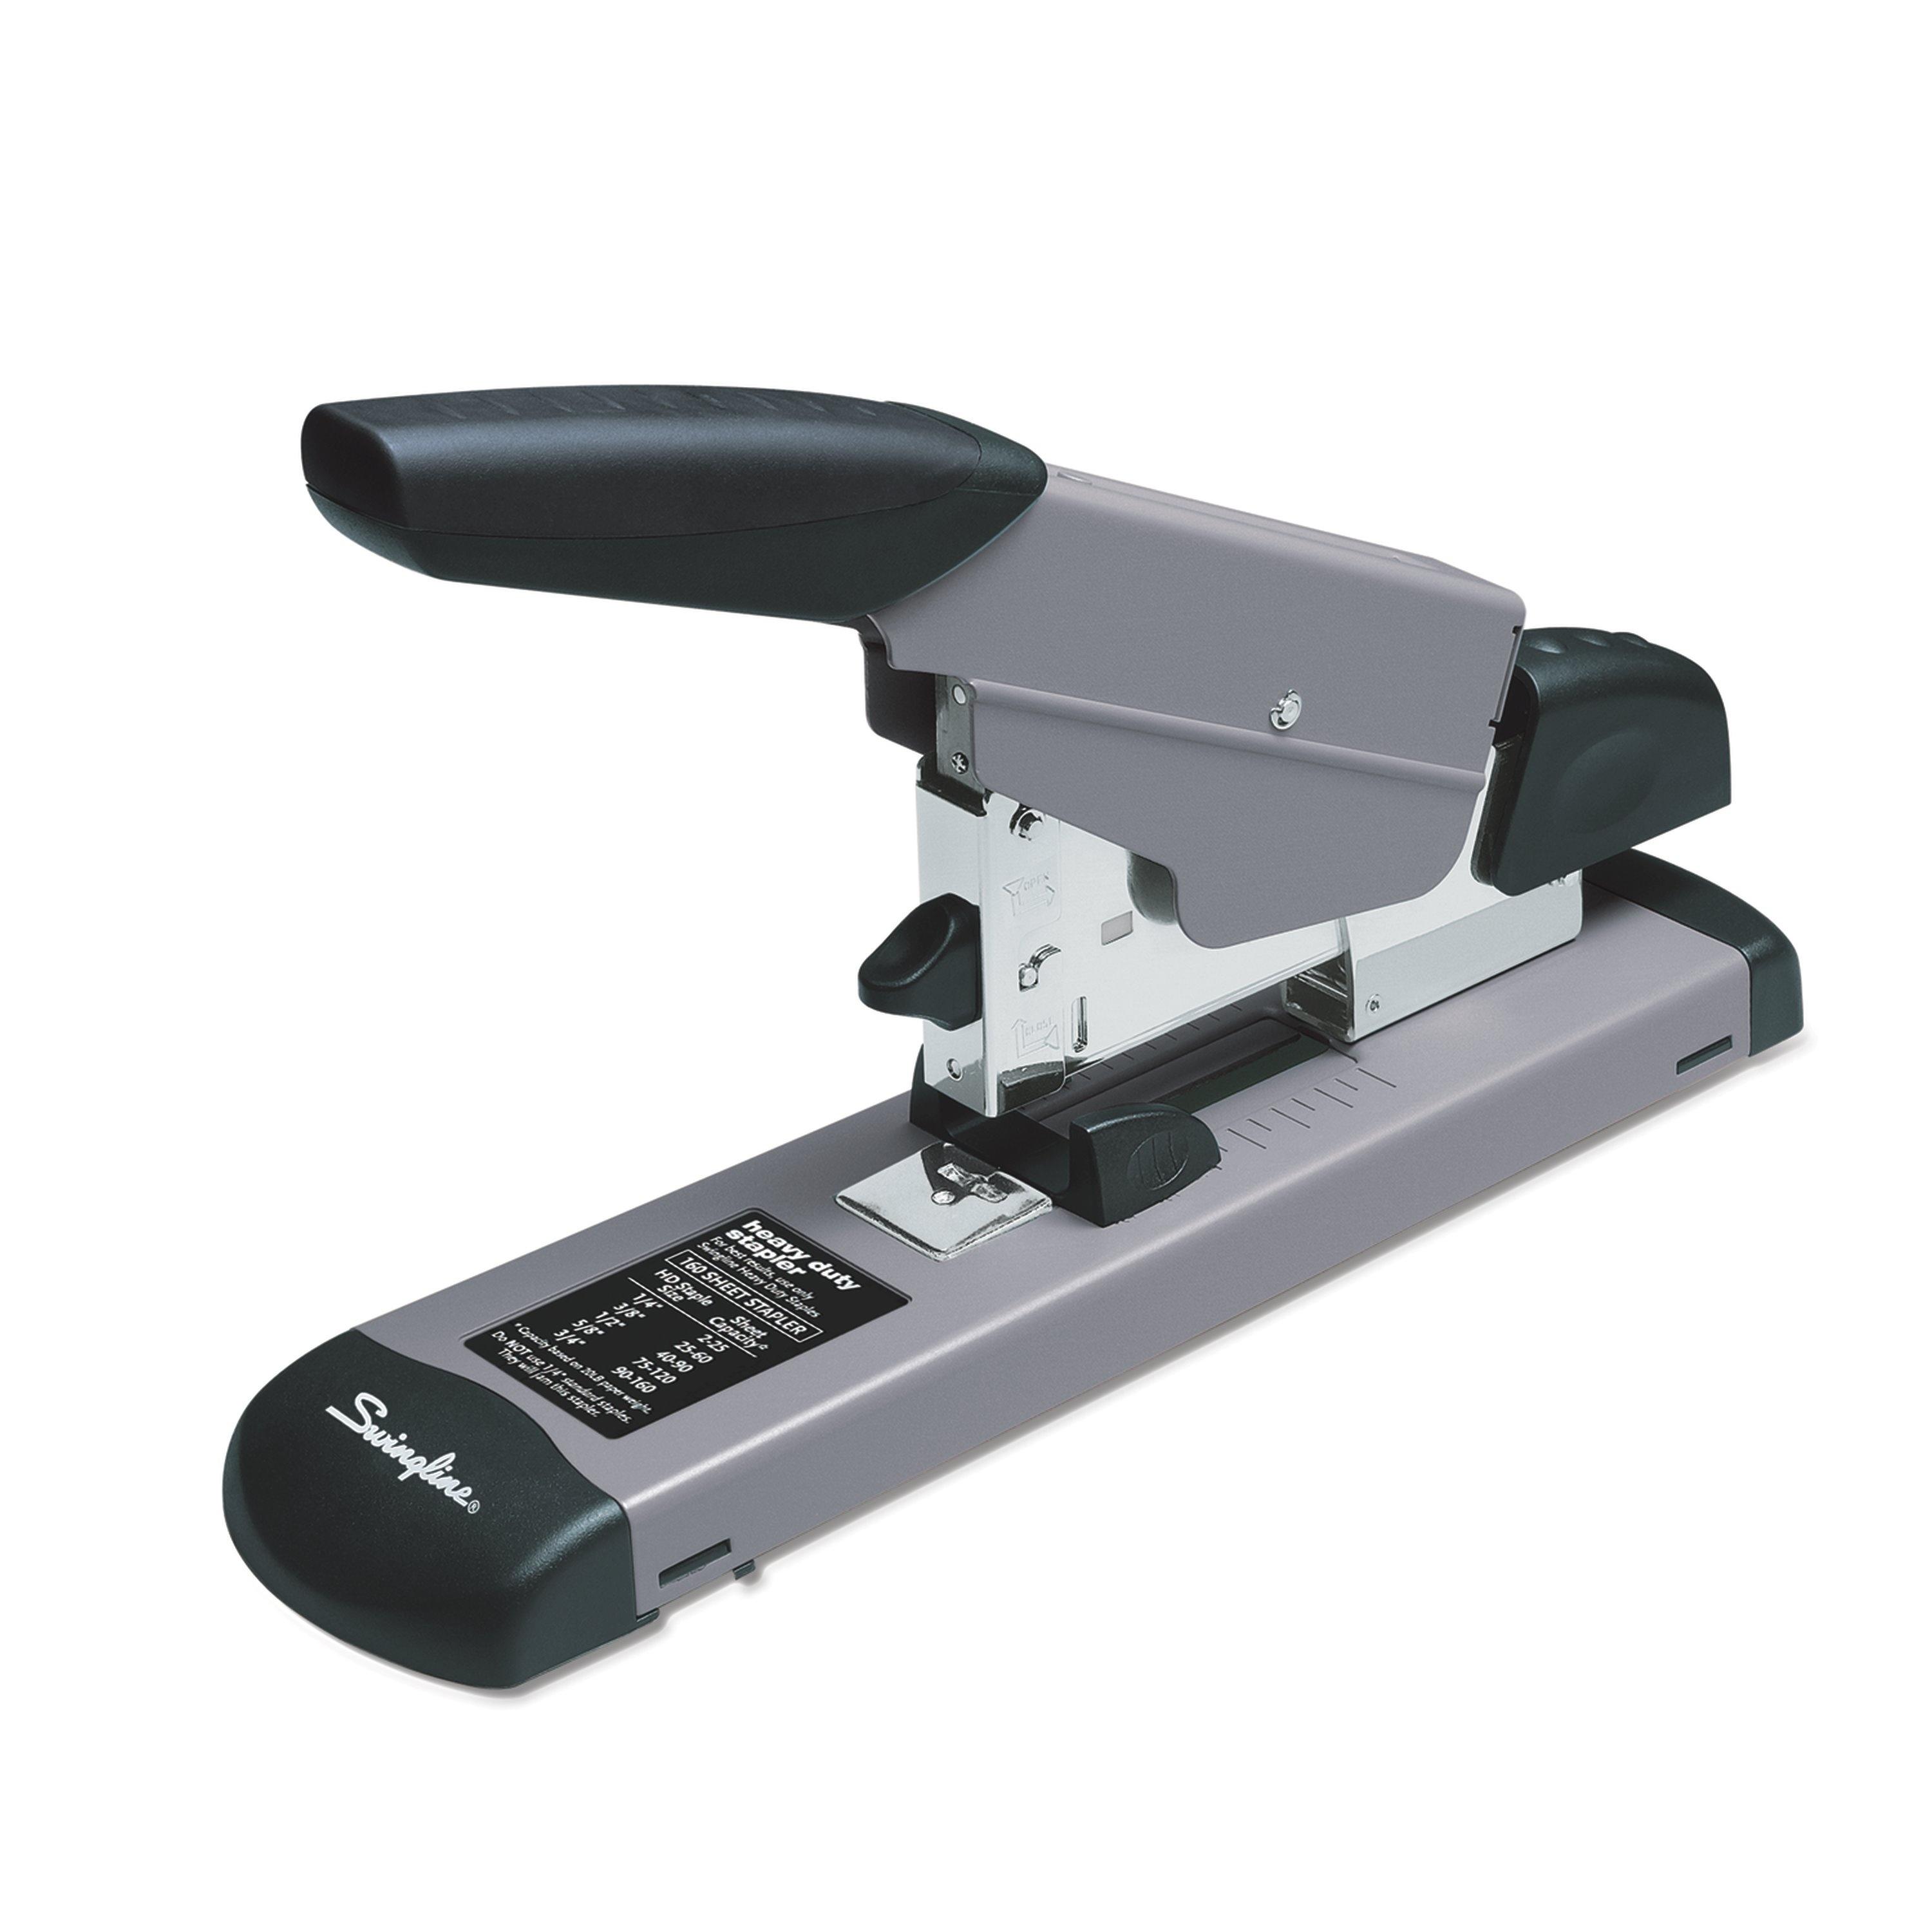 heavy duty
stapler
For best results, use only
Swingline Heavy Duty Staples
160 SHEET STAPLER
HD Staple Size Sheet Capacity*
1/4" 2-25
3/8" 25-60
1/2" 40-90
5/8" 75-120
3/4" 90-160
* Capacity based on 20LB paper weight.
Do NOT use 1/4" standard staples.
They will jam this stapler.
Swingline®
OPEN